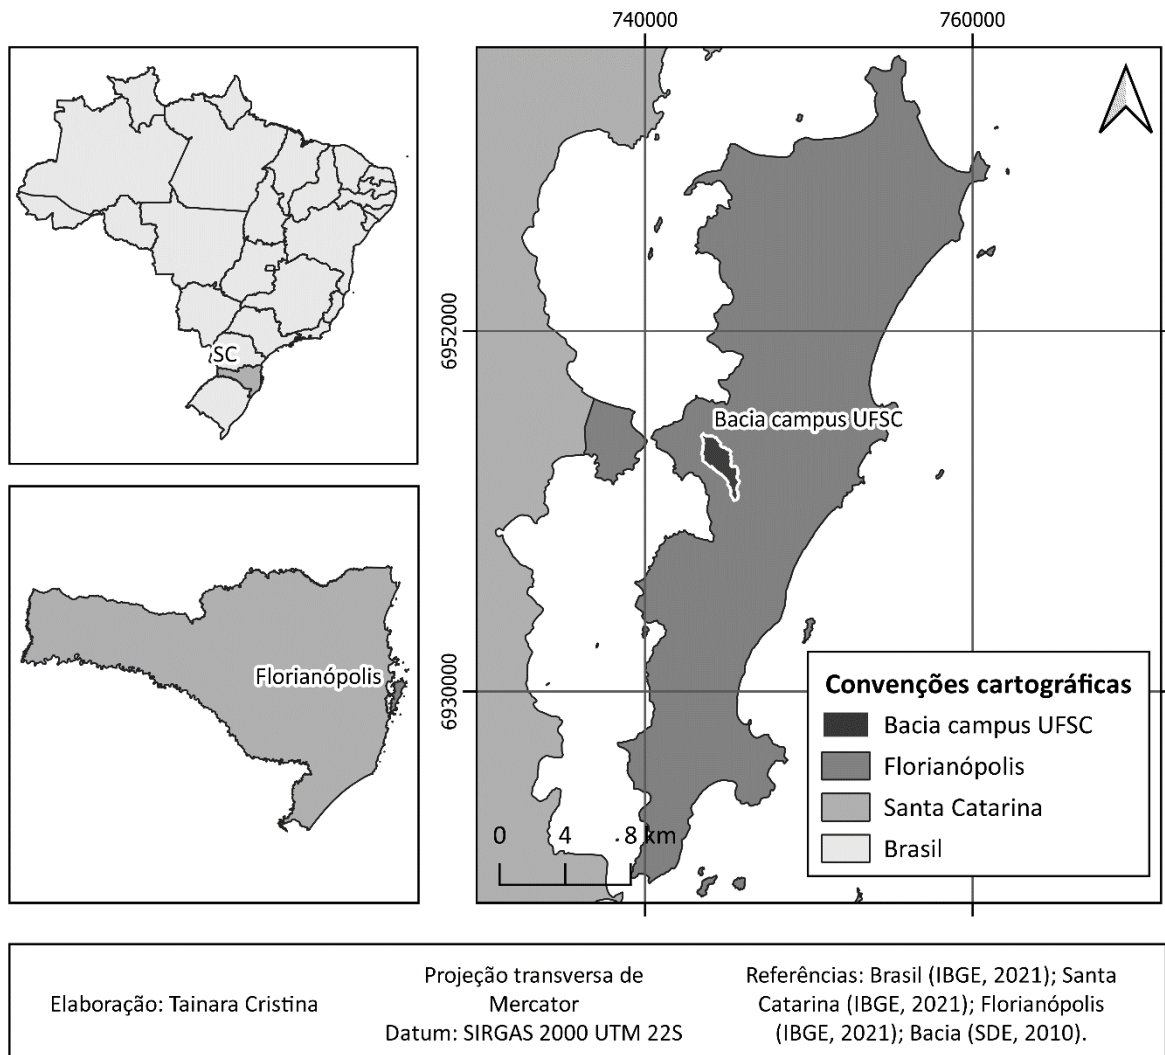 740000
760000
SC
6952000
Bacia campus UFSC
Florianópolis
6930000
Convenções cartográficas
Bacia campus UFSC
Florianópolis
Santa Catarina
Brasil
0 4 8 km
Elaboração: Tainara Cristina
Projeção transversa de
Mercator
Datum: SIRGAS 2000 UTM 22S
Referências: Brasil (IBGE, 2021); Santa
Catarina (IBGE, 2021); Florianópolis
(IBGE, 2021); Bacia (SDE, 2010).